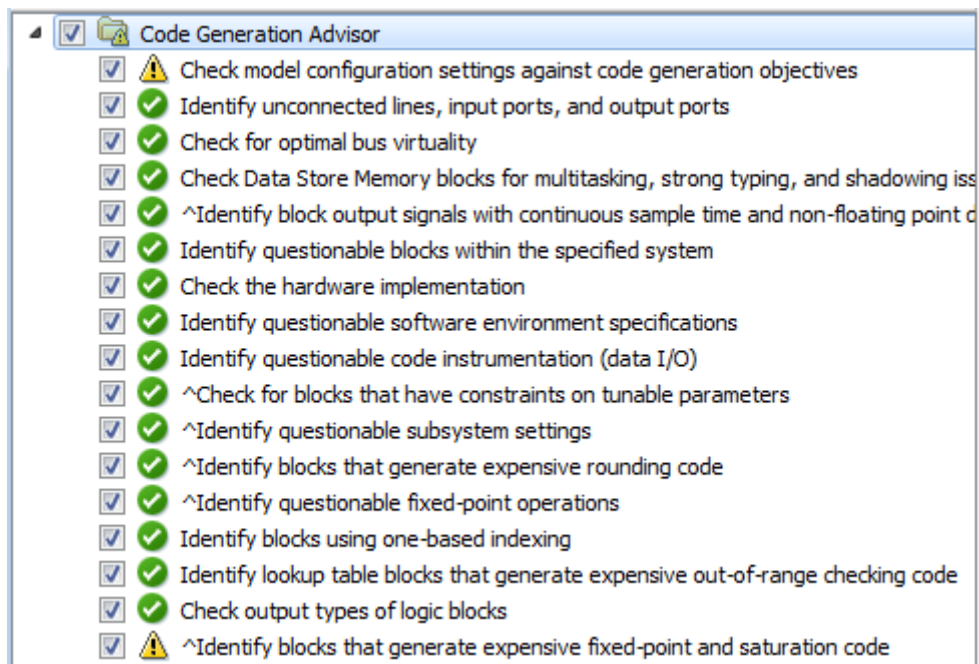 Code Generation Advisor
Check model configuration settings against code generation objectives
Identify unconnected lines, input ports, and output ports
Check for optimal bus virtuality
Check Data Store Memory blocks for multitasking, strong typing, and shadowing iss
^Identify block output signals with continuous sample time and non-floating point d
Identify questionable blocks within the specified system
Check the hardware implementation
Identify questionable software environment specifications
Identify questionable code instrumentation (data I/O)
^Check for blocks that have constraints on tunable parameters
^Identify questionable subsystem settings
^Identify blocks that generate expensive rounding code
^Identify questionable fixed-point operations
Identify blocks using one-based indexing
Identify lookup table blocks that generate expensive out-of-range checking code
Check output types of logic blocks
^Identify blocks that generate expensive fixed-point and saturation code